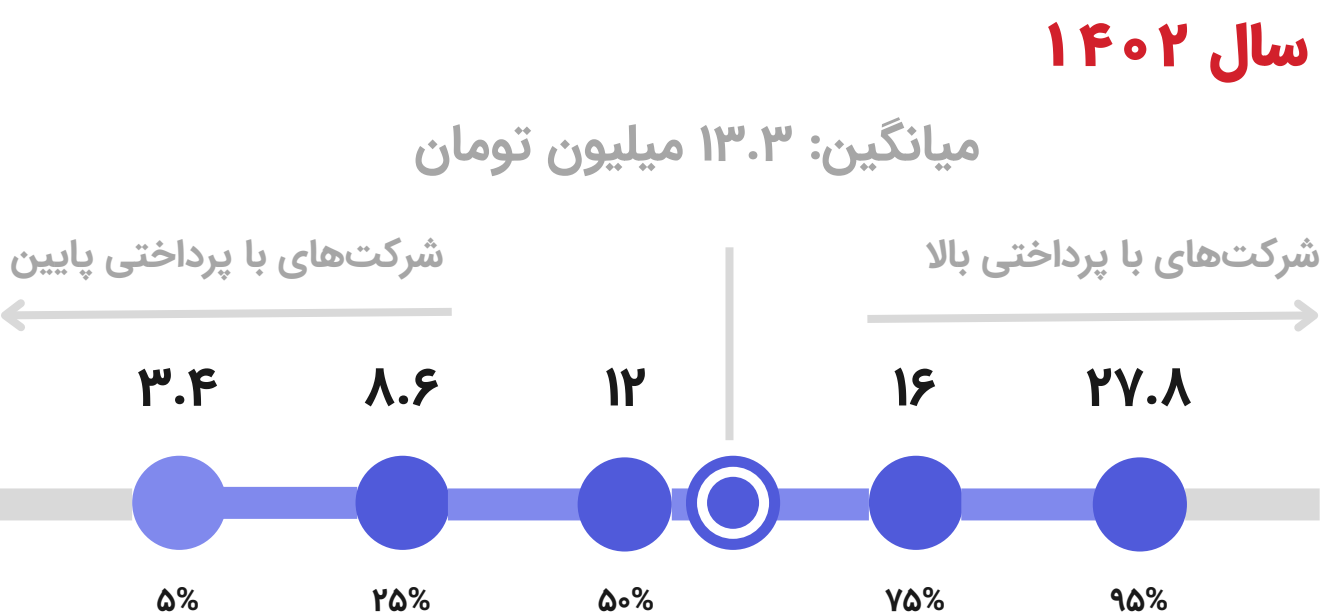 سال ۱۴۰۲
میانگین: ۱۳.۳ میلیون تومان
شرکت‌های با پرداختی پایین
شرکت‌های با پرداختی بالا
۳.۴ ۸.۶ ۱۲ ۱۶ ۲۷.۸
۵% ۲۵% ۵۰% ۷۵% ۹۵%